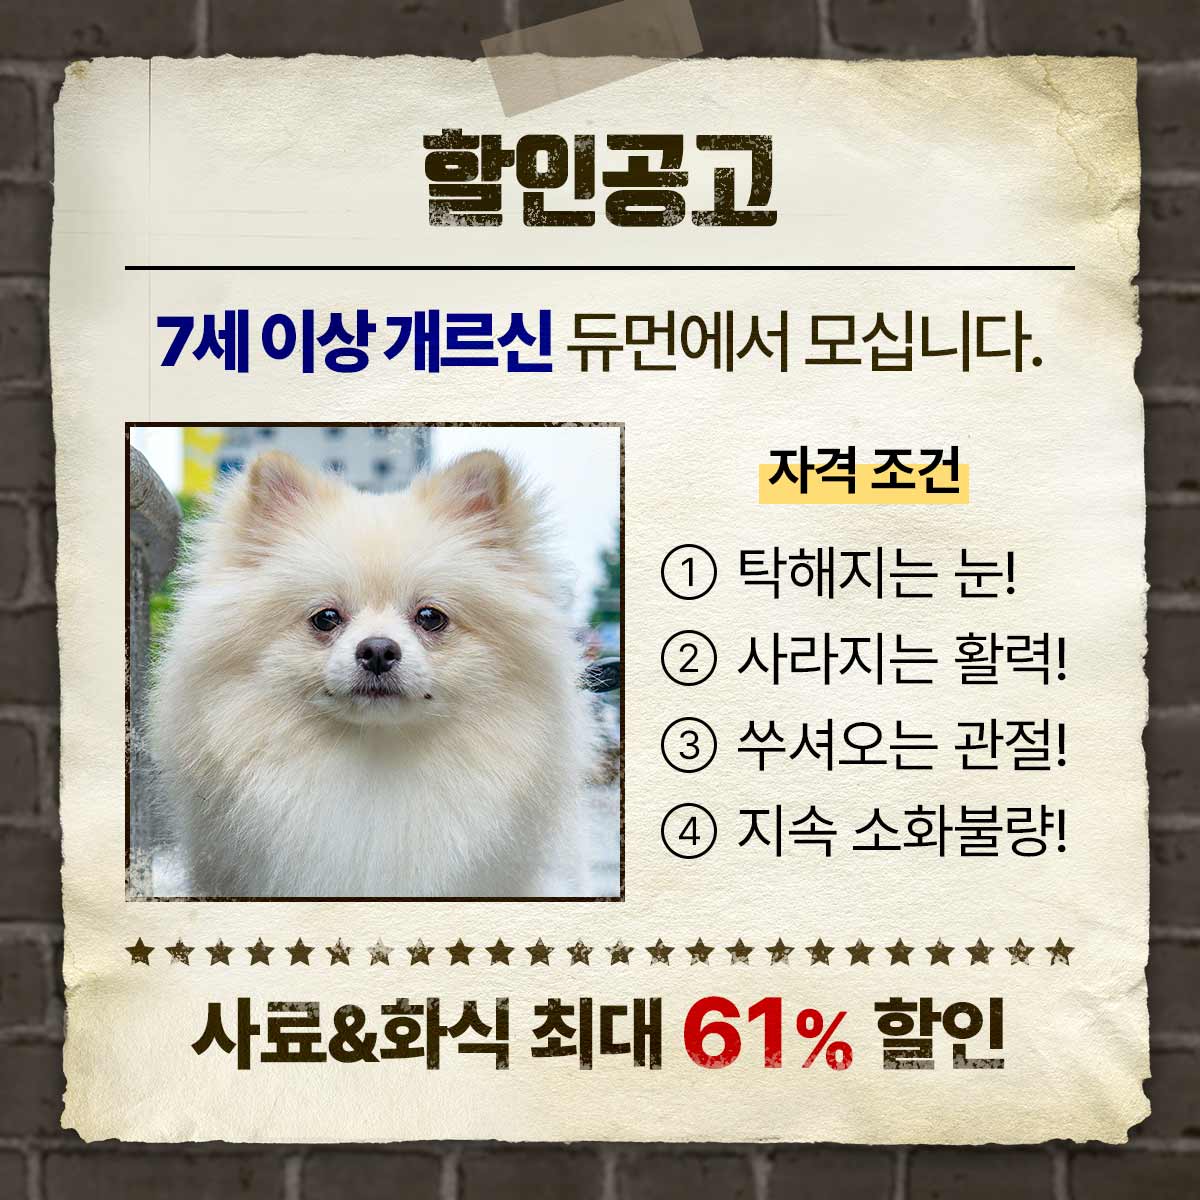 할인공고
7세 이상 개르신 듀먼에서 모십니다.
자격 조건
① 탁해지는 눈!
② 사라지는 활력!
③ 쑤셔오는 관절!
④ 지속 소화불량!
사료&화식 최대 61% 할인